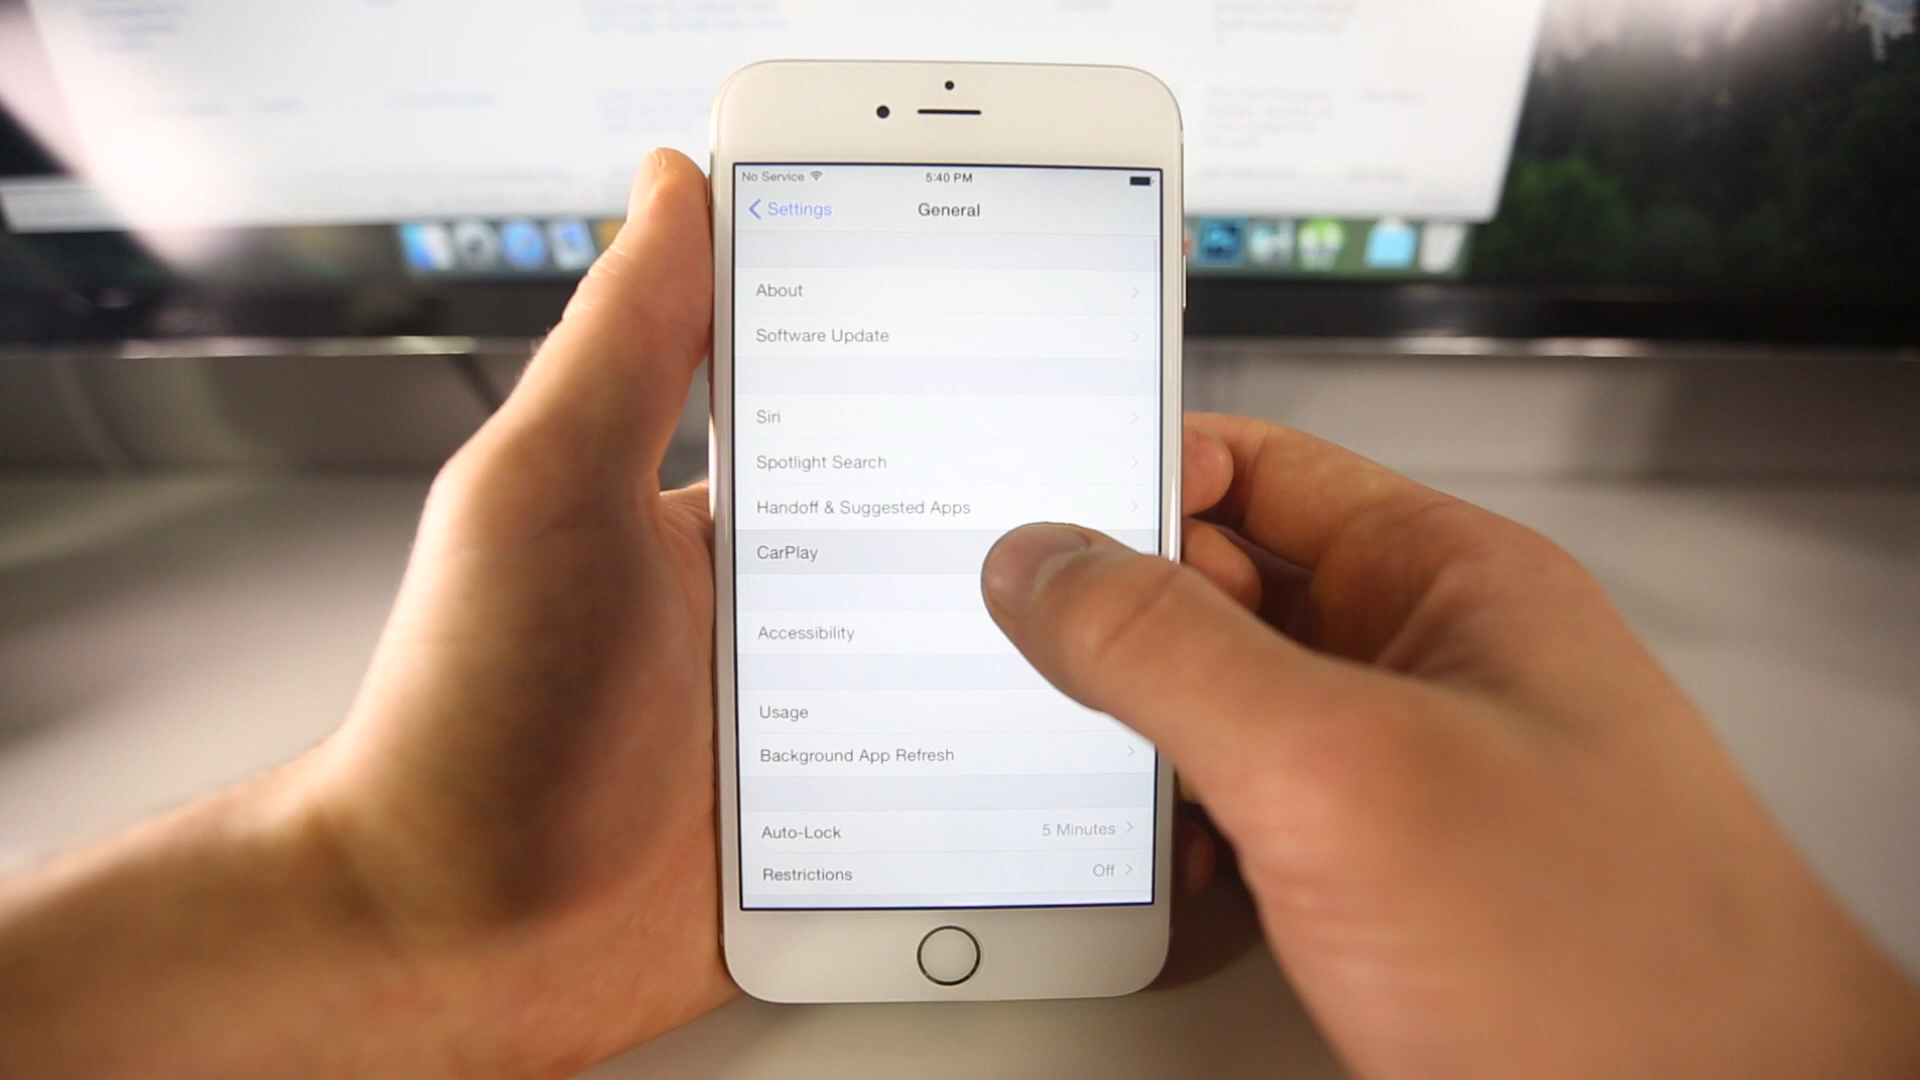 No Service 5:40 PM
Settings General
About
Software Update
Siri
Spotlight Search
Handoff & Suggested Apps
CarPlay
Accessibility
Usage
Background App Refresh
Auto-Lock 5 Minutes
Restrictions Off